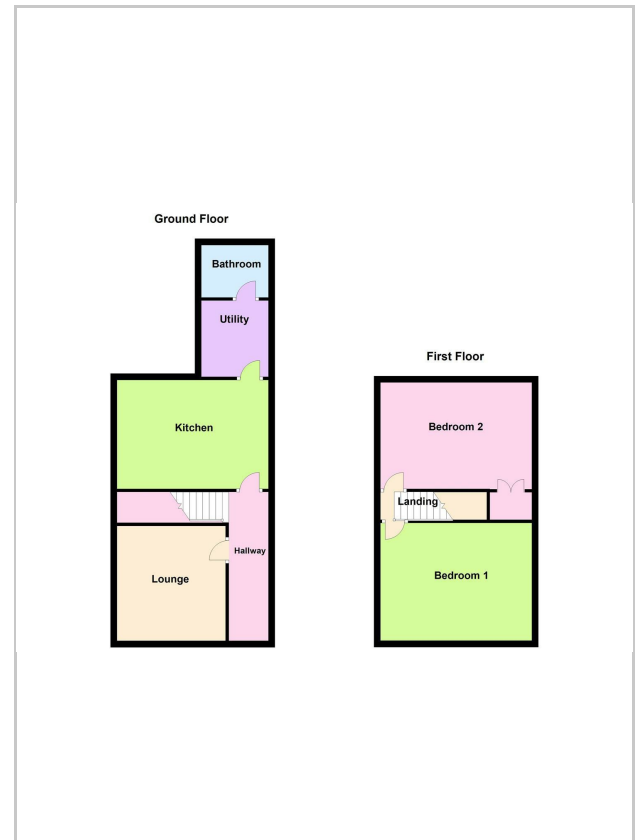 Ground Floor
Bathroom
Utility
Kitchen
Hallway
Lounge
First Floor
Bedroom 2
Landing
Bedroom 1